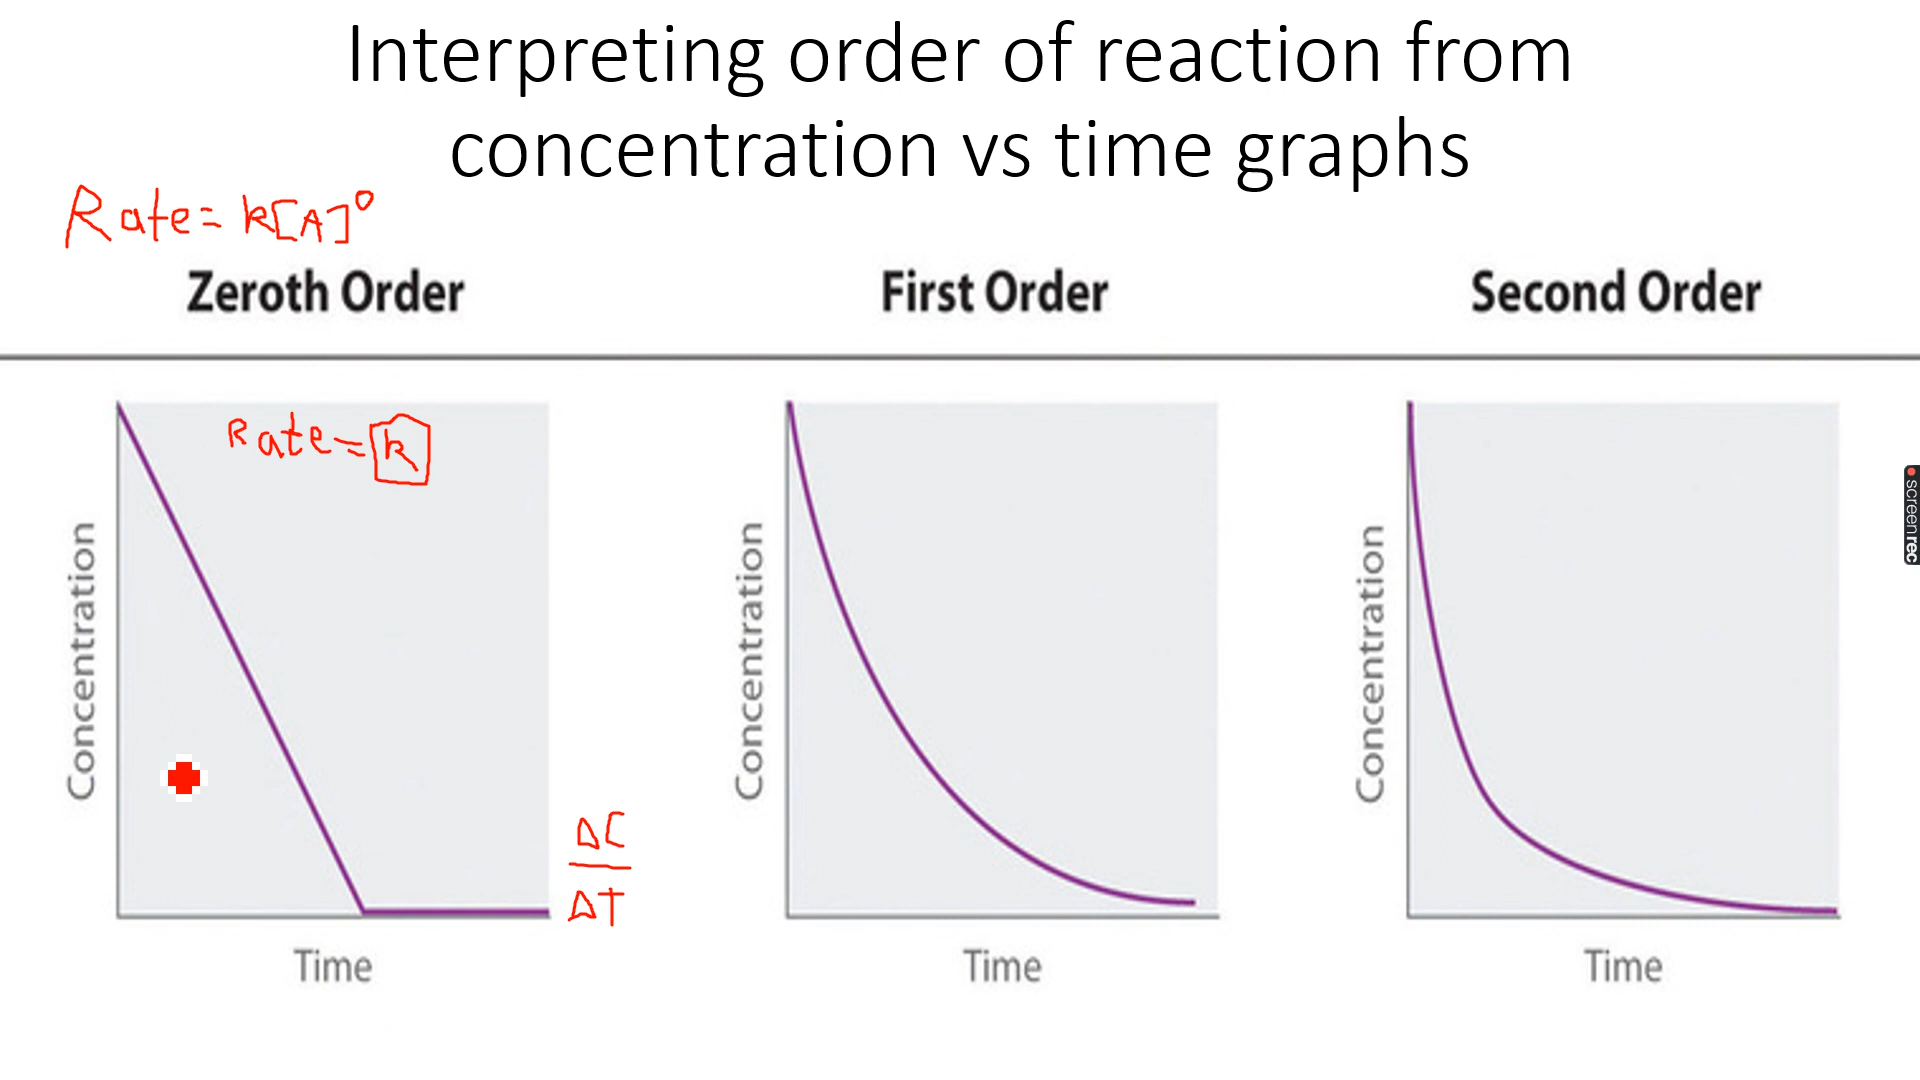 Interpreting order of reaction from
concentration vs time graphs
Rate = k[A]⁰
Zeroth Order
First Order
Second Order
Rate = k
Concentration
ΔC
ΔT
Time
Concentration
Time
Concentration
Time
screenrec